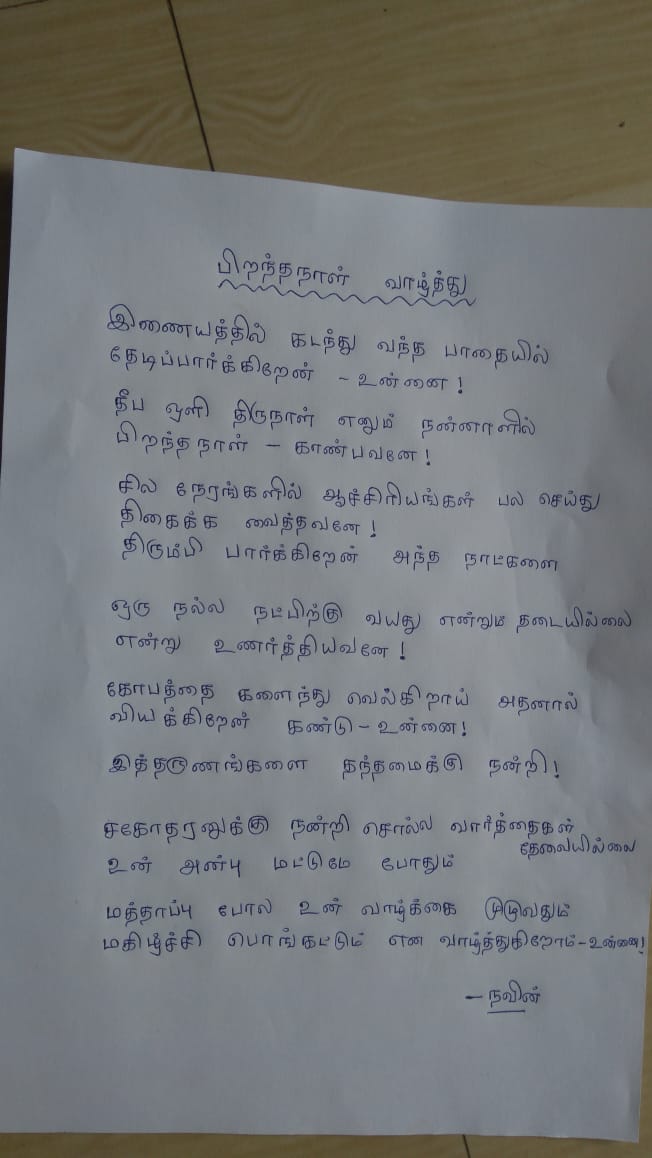 பிறந்தநாள் வாழ்த்து
இணையத்தில் கடந்து வந்த பாதையில்
தேடிப்பார்க்கிறேன் - உன்னை!
தீப ஒளி திருநாள் எனும் நன்னாளில்
பிறந்தநாள் - காண்பவனே!
சில நேரங்களில் ஆச்சிரியங்கள் பல செய்து
திகைக்க வைத்தவனே!
திரும்பி பார்க்கிறேன் அந்த நாட்களை
ஒரு நல்ல நட்பிற்கு வயது என்றும் தடையில்லை
என்று உணர்த்தியவனே!
கோபத்தை களைந்து வெல்கிறாய் அதனால்
வியக்கிறேன் கண்டு - உன்னை!
இத்தருணங்களை தந்தமைக்கு நன்றி!
சகோதரனுக்கு நன்றி சொல்ல வார்த்தைகள்
தேவையில்லை
உன் அன்பு மட்டுமே போதும்
மத்தாப்பு போல உன் வாழ்க்கை முழுவதும்
மகிழ்ச்சி பொங்கட்டும் என வாழ்த்துகிறோம் - உன்னை!
- நவின்